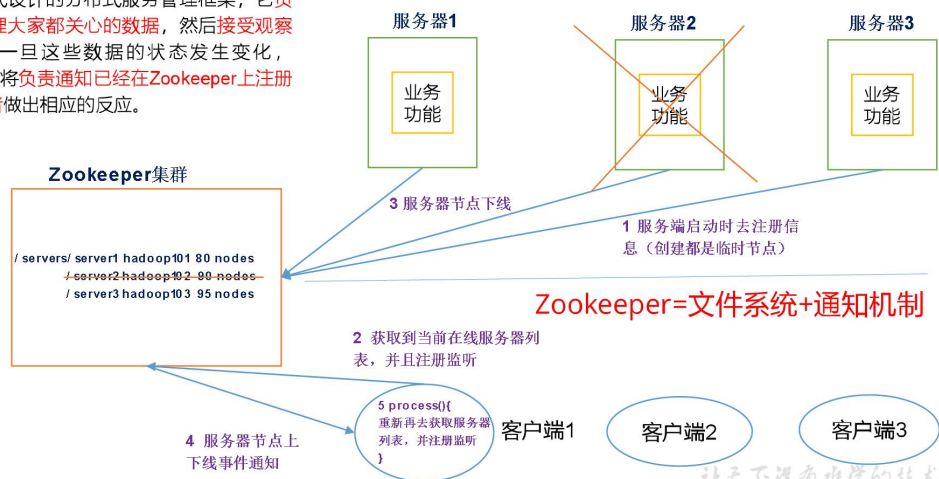 设计的分布式服务管理框架，它负
理大家都关心的数据，然后接受观察
一旦这些数据的状态发生变化，
将负责通知已经在Zookeeper上注册
做出相应的反应。
服务器1
服务器2
服务器3
业务
功能
业务
功能
业务
功能
Zookeeper集群
3 服务器节点下线
1 服务端启动时去注册信
息（创建都是临时节点）
/ servers/ server1 hadoop101 80 nodes
/ server2 hadoop102 90 nodes
/ server3 hadoop103 95 nodes
Zookeeper=文件系统+通知机制
2 获取到当前在线服务器列
表，并且注册监听
5 process(){
重新再去获取服务器
列表，并注册监听
}
客户端1
客户端2
客户端3
4 服务器节点上
下线事件通知